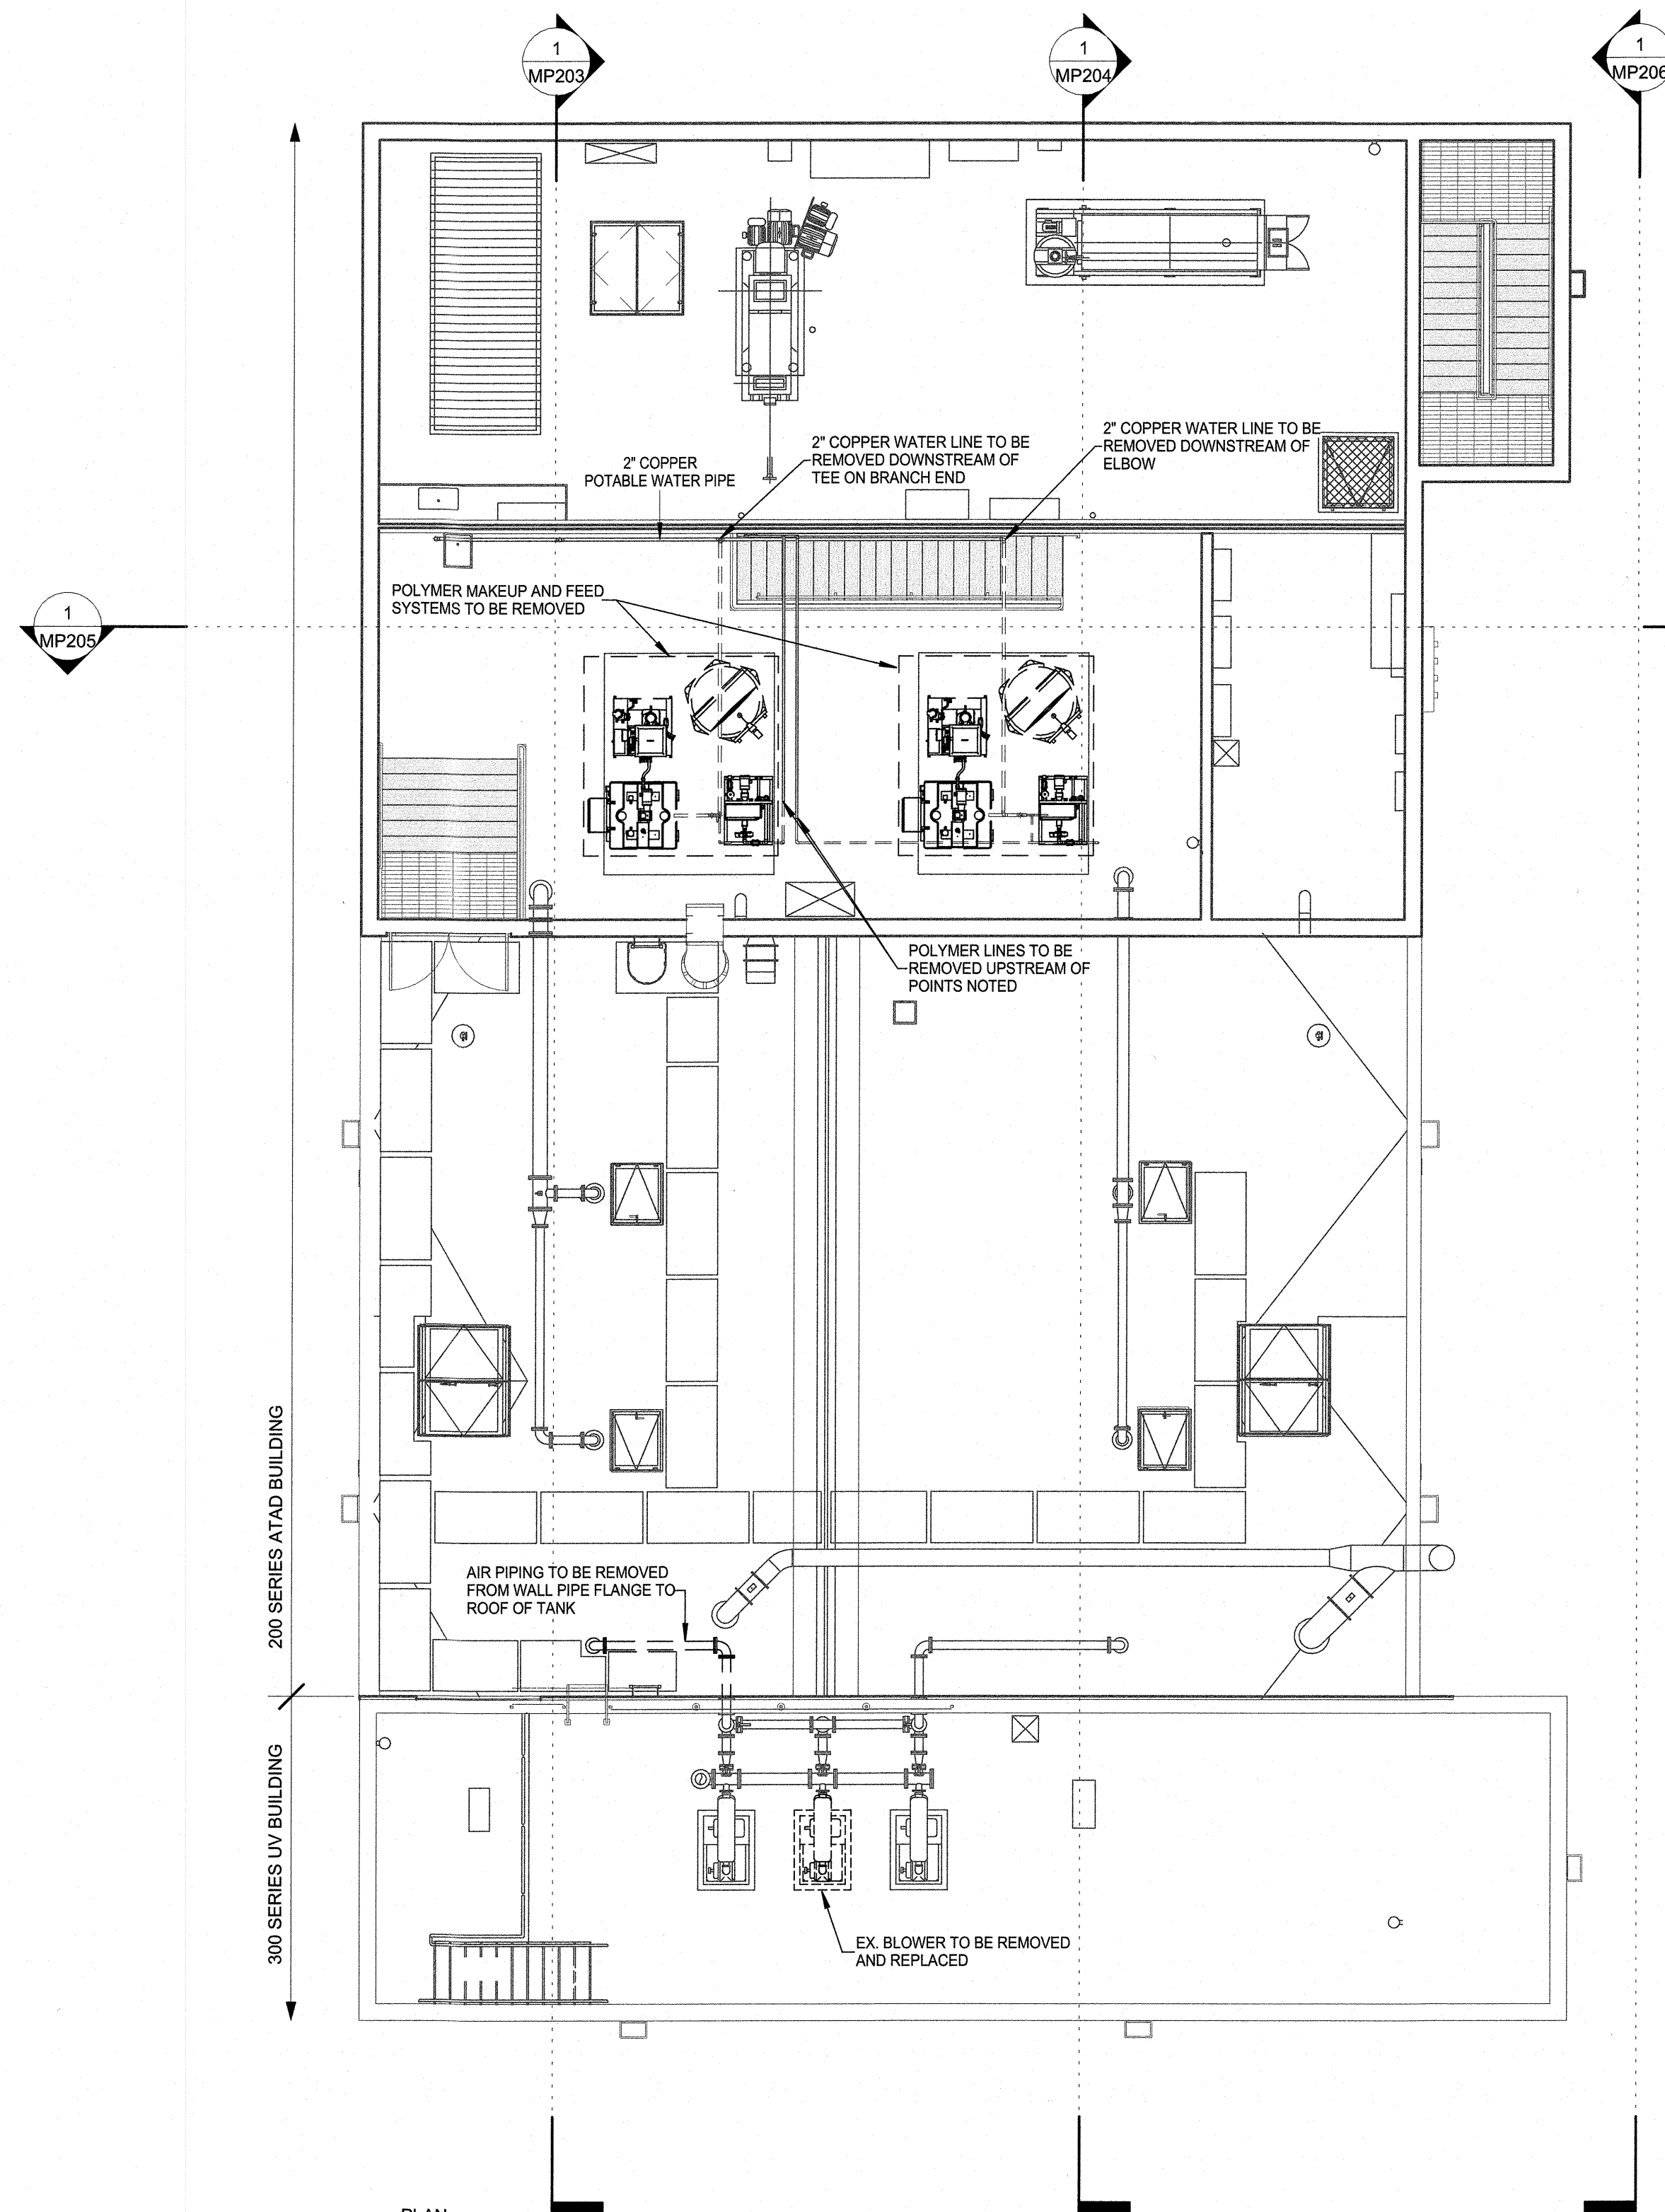 1
MP203
1
MP204
1
MP206
2" COPPER WATER LINE TO BE
REMOVED DOWNSTREAM OF
TEE ON BRANCH END
2" COPPER WATER LINE TO BE
REMOVED DOWNSTREAM OF
ELBOW
2" COPPER
POTABLE WATER PIPE
POLYMER MAKEUP AND FEED
SYSTEMS TO BE REMOVED
1
MP205
POLYMER LINES TO BE
REMOVED UPSTREAM OF
POINTS NOTED
200 SERIES ATAD BUILDING
AIR PIPING TO BE REMOVED
FROM WALL PIPE FLANGE TO
ROOF OF TANK
300 SERIES UV BUILDING
EX. BLOWER TO BE REMOVED
AND REPLACED
PLAN